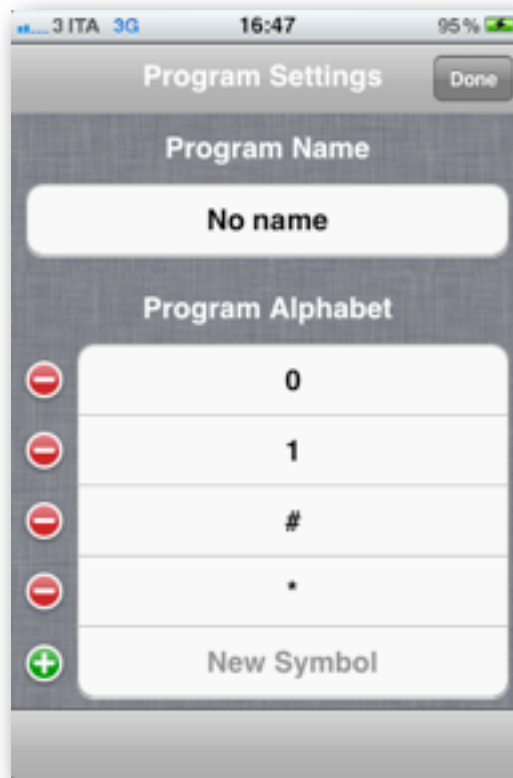 3 ITA 3G 16:47 95 %
Program Settings Done
Program Name
No name
Program Alphabet
0
1
#
*
New Symbol